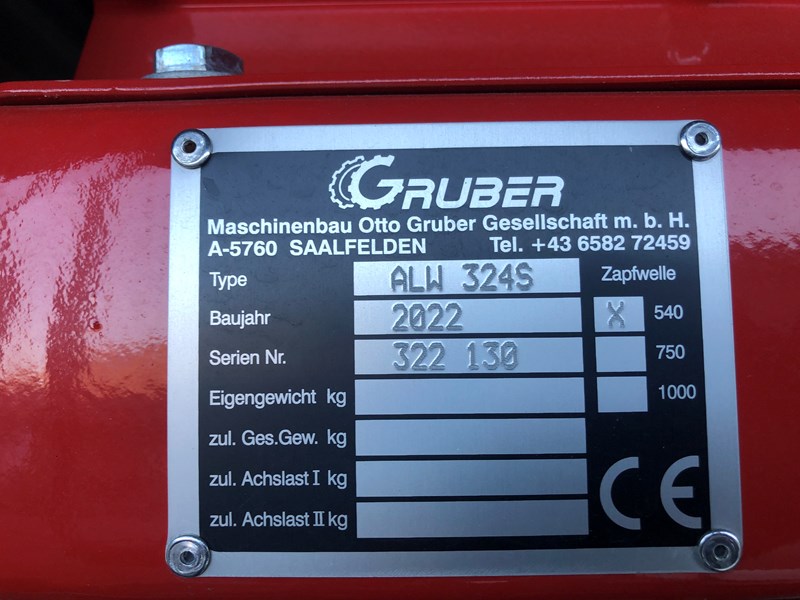 GRUBER
Maschinenbau Otto Gruber Gesellschaft m. b. H.
A-5760 SAALFELDEN Tel. +43 6582 72459
Type ALW 324S Zapfwelle
Baujahr 2022 X 540
Serien Nr. 322 130 750
Eigengewicht kg 1000
zul. Ges.Gew. kg
zul. Achslast I kg
zul. Achslast II kg
CE